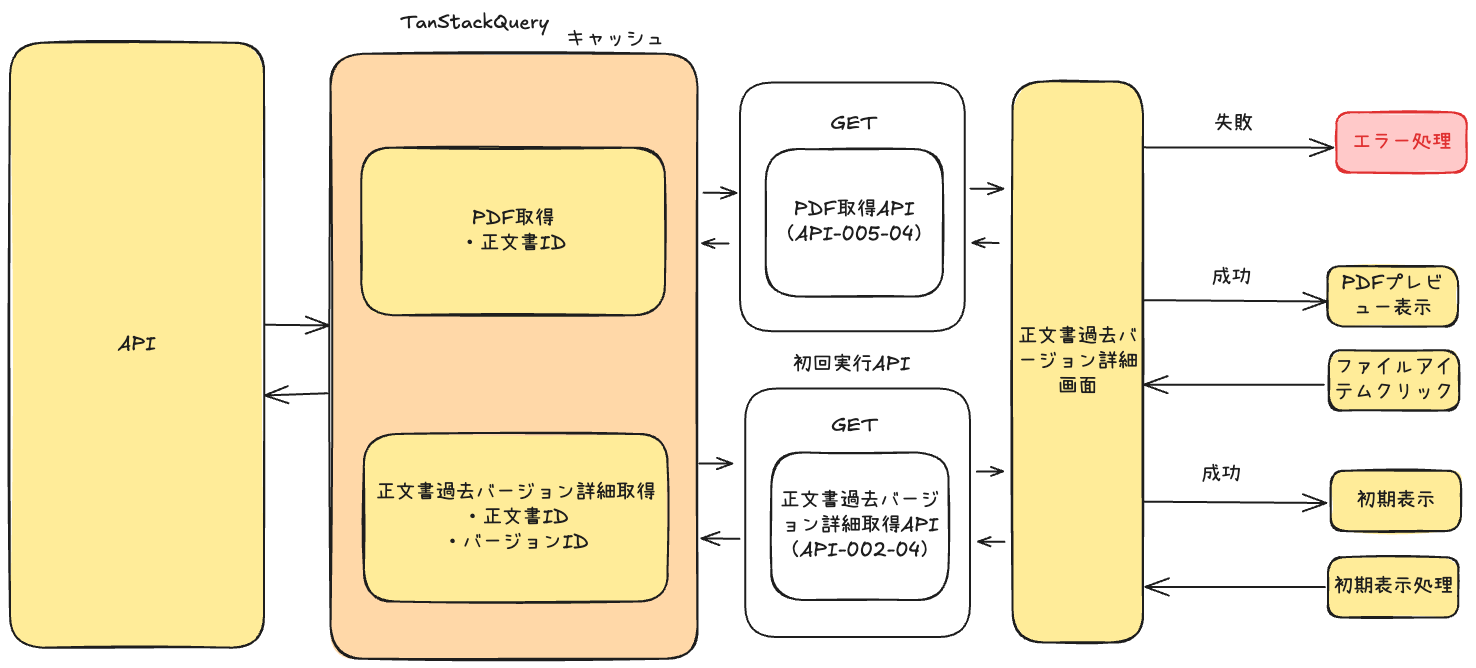 TanStackQuery
キャッシュ
API
PDF取得
・正文書ID
正文書過去バージョン詳細取得
・正文書ID
・バージョンID
GET
PDF取得API
(API-005-04)
初回実行API
GET
正文書過去バージ
ョン詳細取得API
(API-002-04)
正文書過去バ
ージョン詳細
画面
失敗
エラー処理
成功
PDFプレビ
ュー表示
ファイルアイ
テムクリック
成功
初期表示
初期表示処理